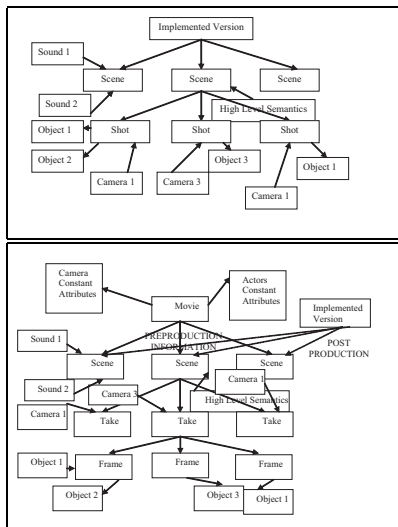 Implemented Version
Sound 1
Scene
Scene
Scene
Sound 2
High Level Semantics
Object 1
Shot
Shot
Shot
Object 2
Object 3
Object 1
Camera 1
Camera 3
Camera 1
Camera
Constant
Attributes
Actors
Constant
Attributes
Movie
Implemented
Version
Sound 1
PREPRODUCTION
INFORMATION
POST
PRODUCTION
Scene
Scene
Scene
Sound 2
Camera 3
Camera 1
High Level Semantics
Camera 1
Take
Take
Take
Object 1
Frame
Frame
Frame
Object 2
Object 3
Object 1